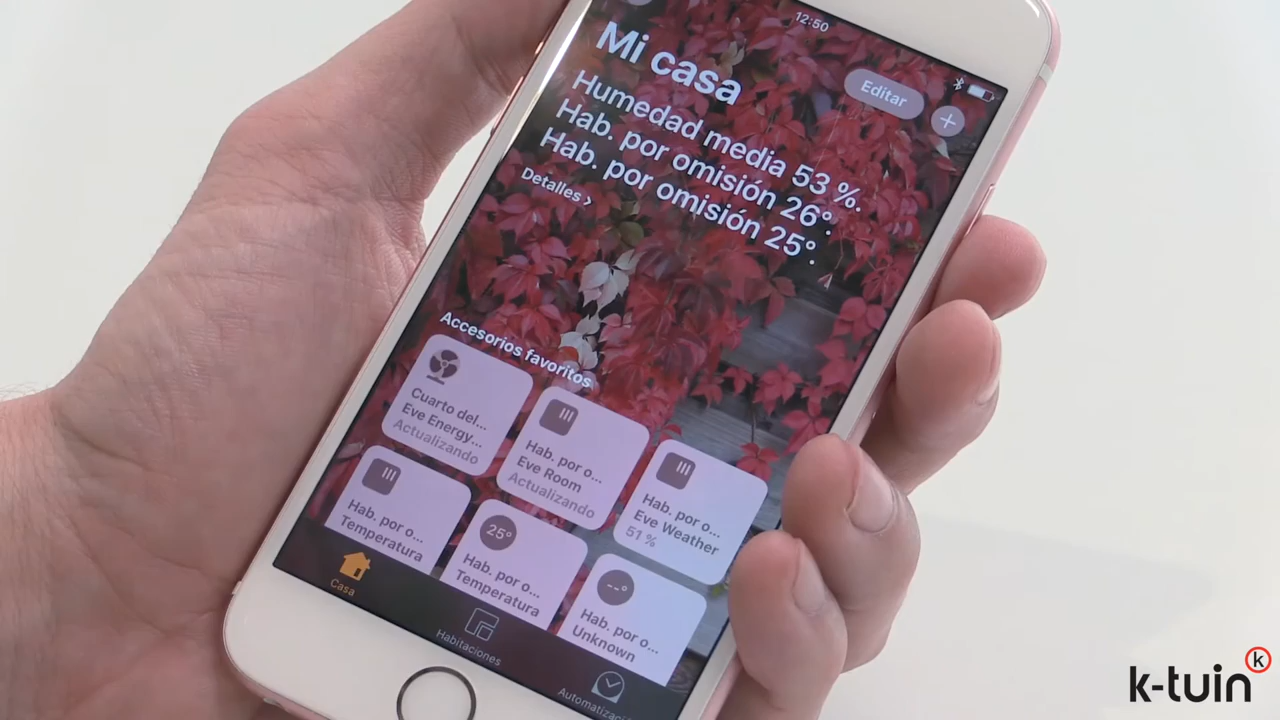 12:50
Mi casa
Editar
+
Humedad media 53 %.
Hab. por omisión 26°.
Hab. por omisión 25°.
Detalles >
Accesorios favoritos
Cuarto del...
Eve Energy...
Actualizando
Hab. por o...
Eve Room
Actualizando
Hab. por o...
Eve Weather
51 %
Hab. por o...
Temperatura
25°
Hab. por o...
Temperatura
--°
Hab. por o...
Unknown
Casa
Habitaciones
Automatizació
k-tuin k